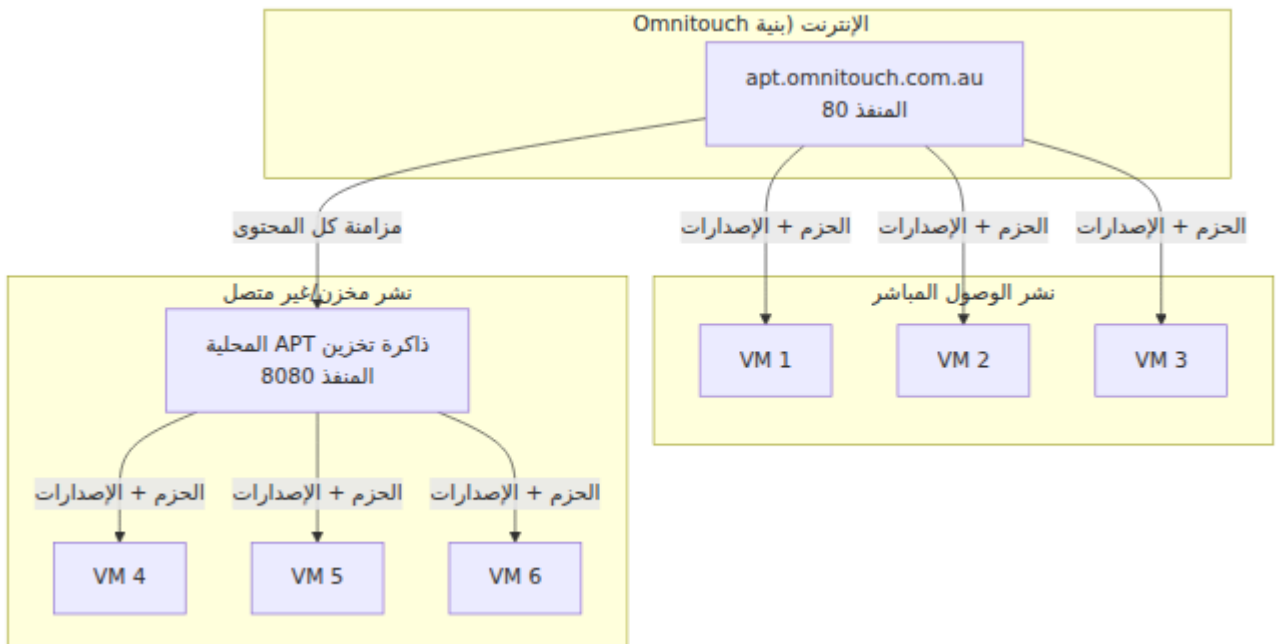 الإنترنت (بنية Omnitouch
apt.omnitouch.com.au
المنفذ 80
مزامنة كل المحتوى
الحزم + الإصدارات
الحزم + الإصدارات
الحزم + الإصدارات
نشر مخزن/غير متصل
ذاكرة تخزين APT المحلية
المنفذ 8080
نشر الوصول المباشر
VM 1
VM 2
VM 3
الحزم + الإصدارات
الحزم + الإصدارات
الحزم + الإصدارات
VM 4
VM 5
VM 6